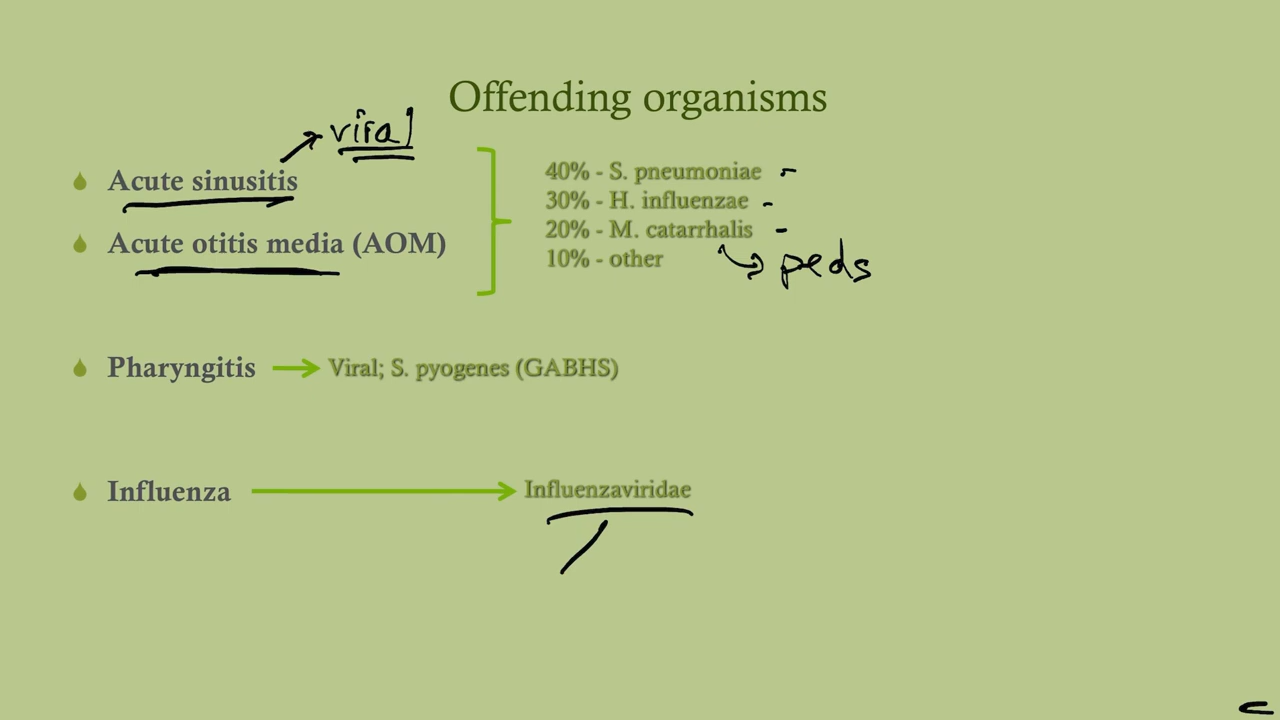 Offending organisms
viral
Acute sinusitis
Acute otitis media (AOM)
40% - S. pneumoniae
30% - H. influenzae
20% - M. catarrhalis
10% - other
peds
Pharyngitis
Viral; S. pyogenes (GABHS)
Influenza
Influenzaviridae